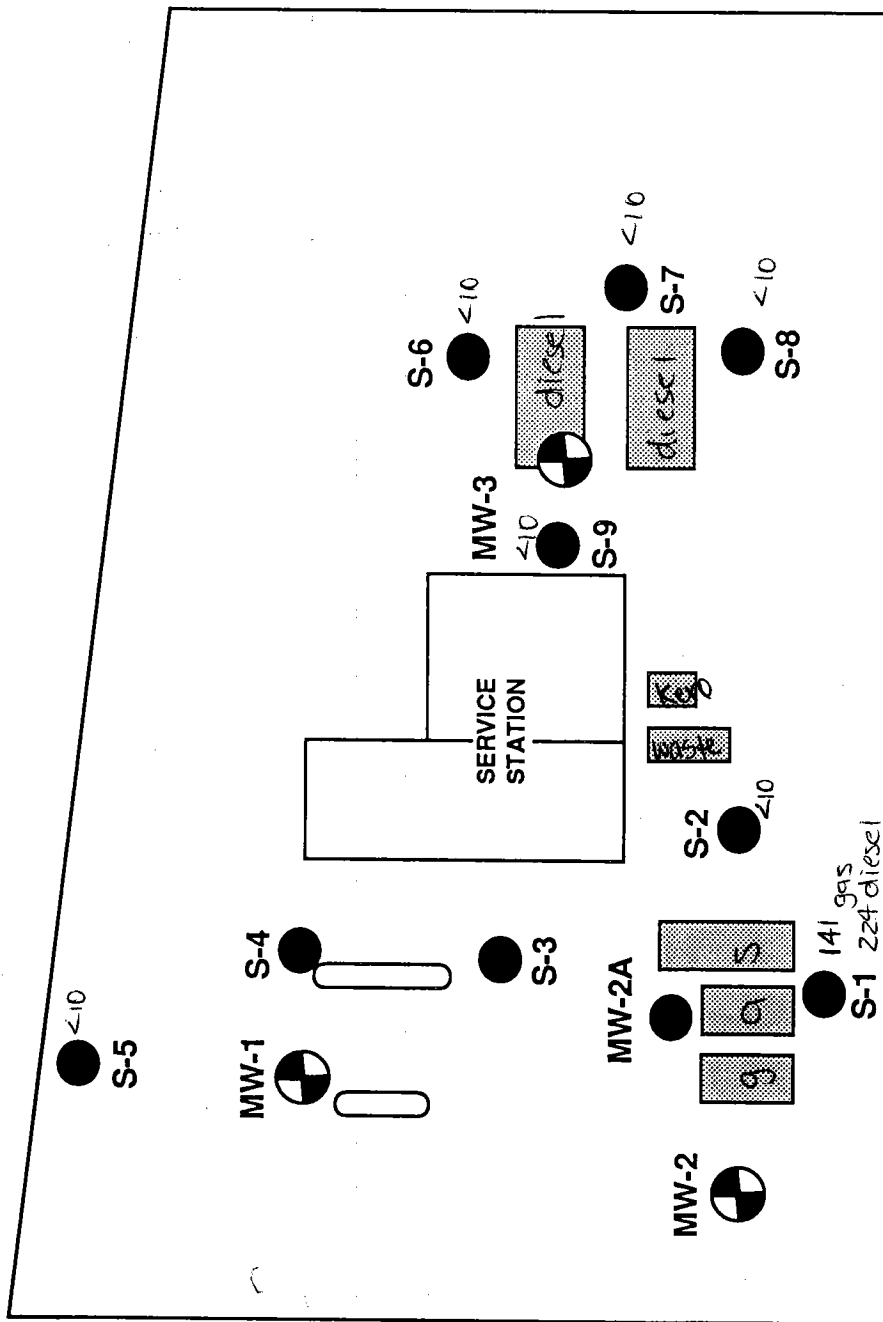 <10
S-5
S-4
MW-1
S-3
SERVICE
STATION
S-6
<10
diesel
MW-3
<10
S-9
<10
S-7
diesel
<10
S-8
Kero
waste
S-2
<10
MW-2A
g
a
s
141 gas
224 diesel
S-1
MW-2